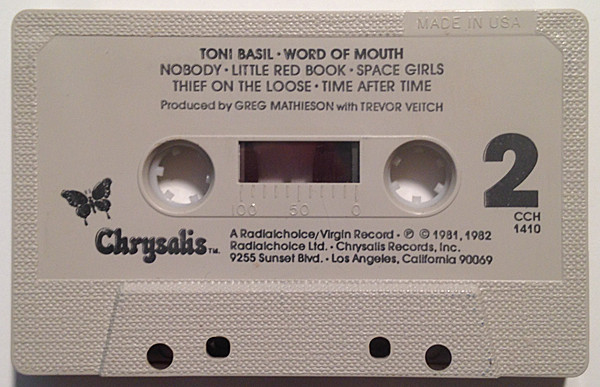 MADE IN USA
TONI BASIL • WORD OF MOUTH
NOBODY • LITTLE RED BOOK • SPACE GIRLS
THIEF ON THE LOOSE • TIME AFTER TIME
Produced by GREG MATHIESON with TREVOR VEITCH
2
CCH
1410
100 50 0
Chrysalis TM.
A Radialchoice/Virgin Record • ℗ © 1981, 1982
Radialchoice Ltd. • Chrysalis Records, Inc.
9255 Sunset Blvd. • Los Angeles, California 90069